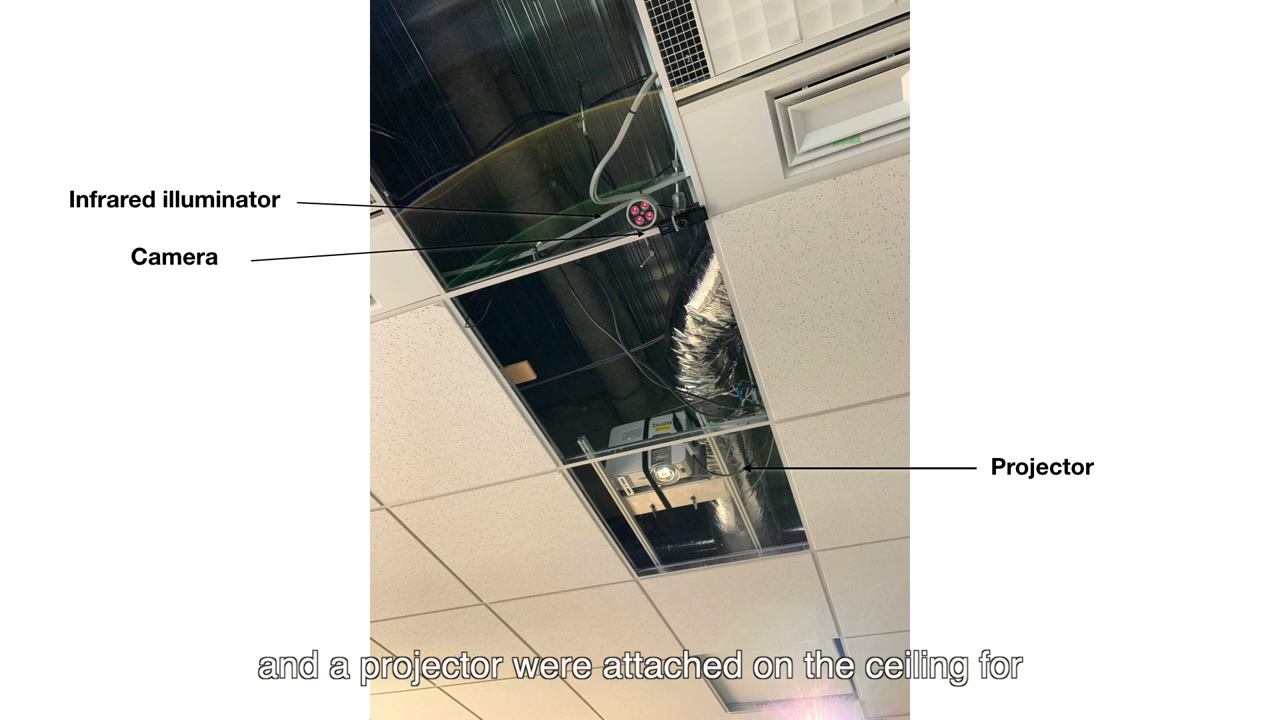 Infrared illuminator
Camera
Projector
and a projector were attached on the ceiling for